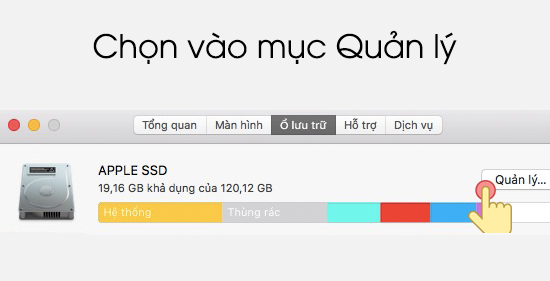 Chọn vào mục Quản lý
Tổng quan Màn hình Ổ lưu trữ Hỗ trợ Dịch vụ
APPLE SSD
19,16 GB khả dụng của 120,12 GB
Quản lý...
Hệ thống Thùng rác